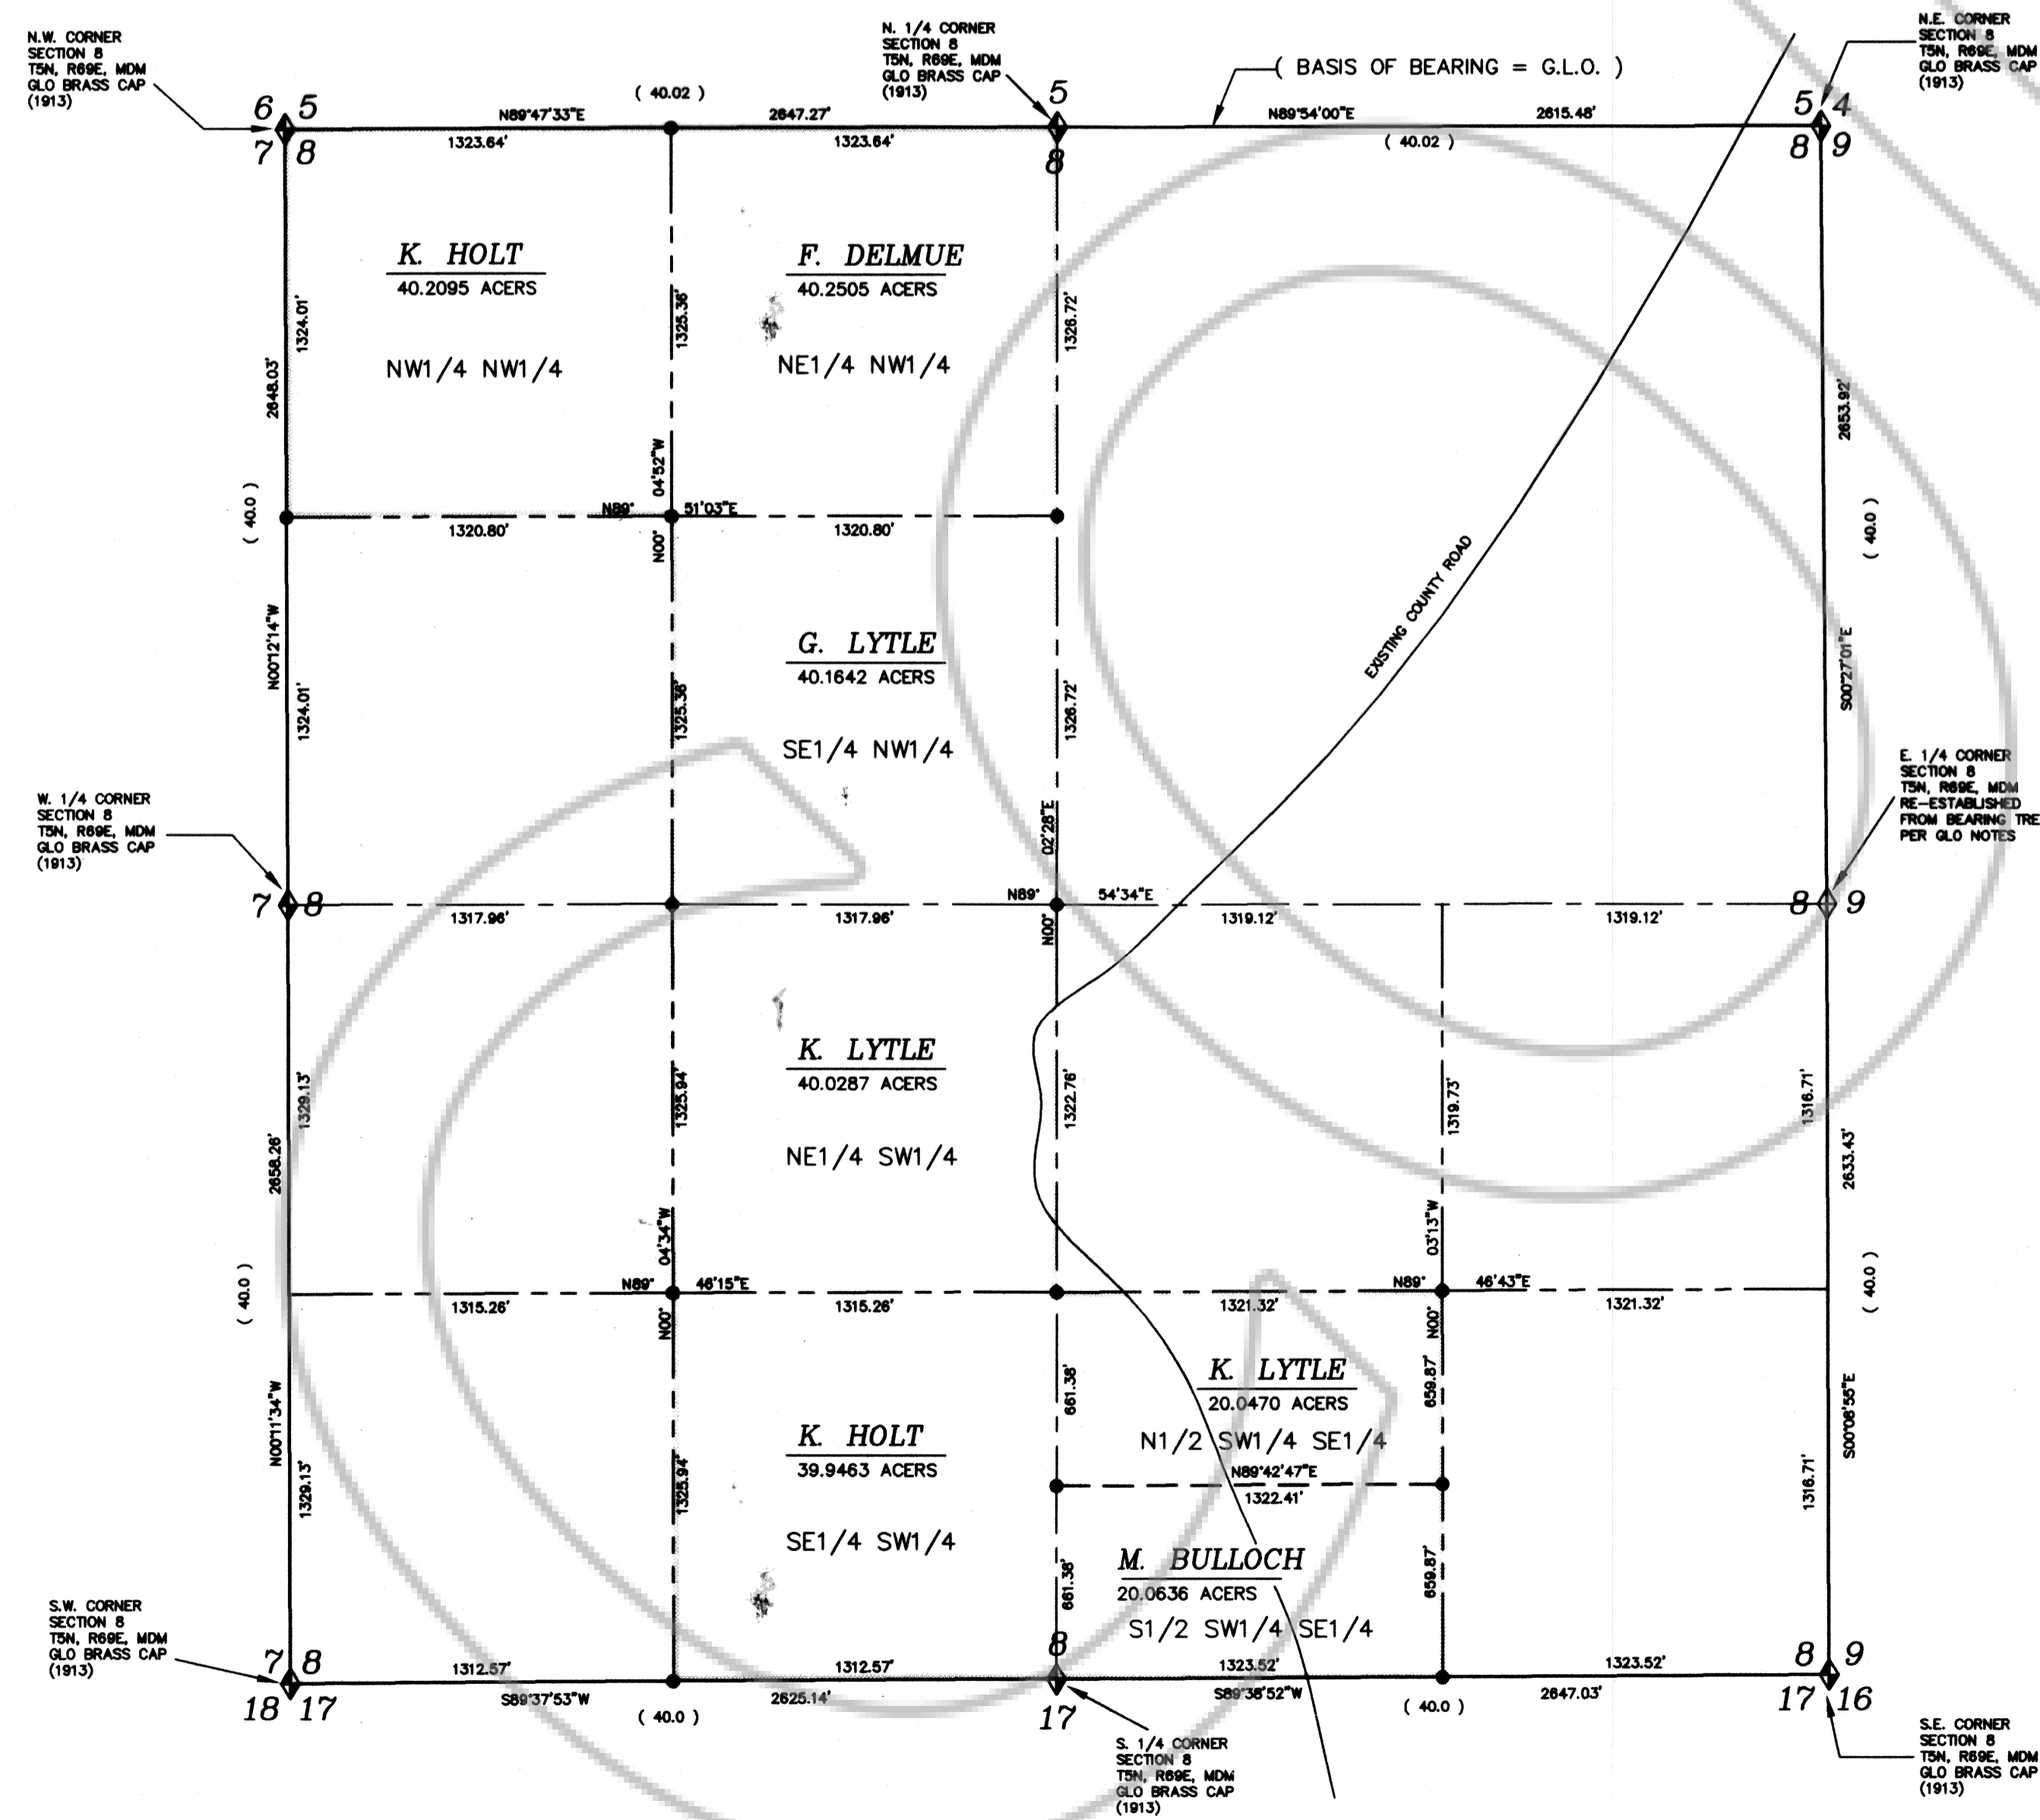 N.W. CORNER
SECTION 8
T5N, R69E, MDM
GLO BRASS CAP
(1913)
N. 1/4 CORNER
SECTION 8
T5N, R69E, MDM
GLO BRASS CAP
(1913)
( BASIS OF BEARING = G.L.O. )
N.E. CORNER
SECTION 8
T5N, R69E, MDM
GLO BRASS CAP
(1913)
6 5
7 8
N89°47'33"E
( 40.02 )
2647.27'
1323.64'
1323.64'
5
8
N89°54'00"E
2615.48'
( 40.02 )
5 4
8 9
K. HOLT
40.2095 ACERS
NW1/4 NW1/4
F. DELMUE
40.2505 ACERS
NE1/4 NW1/4
1324.01'
2648.03'
1325.36'
1326.72'
2653.92'
( 40.0 )
N00° 04'52"W
N89° 51'03"E
1320.80'
1320.80'
( 40.0 )
EXISTING COUNTY ROAD
N00°12'14"W
1324.01'
G. LYTLE
40.1642 ACERS
SE1/4 NW1/4
1325.36'
1326.72'
S00°27'01"E
W. 1/4 CORNER
SECTION 8
T5N, R69E, MDM
GLO BRASS CAP
(1913)
E. 1/4 CORNER
SECTION 8
T5N, R69E, MDM
RE-ESTABLISHED
FROM BEARING TRE
PER GLO NOTES
7 8
N00° 02'28"E
N89° 54'34"E
1317.96'
1317.96'
1319.12'
1319.12'
8 9
K. LYTLE
40.0287 ACERS
NE1/4 SW1/4
1329.13'
2658.26'
1325.94'
1322.76'
1319.73'
1316.71'
2633.43'
( 40.0 )
N00° 04'34"W
N89° 46'15"E
1315.26'
1315.26'
N00° 03'13"W
N89° 46'43"E
1321.32'
1321.32'
( 40.0 )
N00°11'34"W
1329.13'
K. HOLT
39.9463 ACERS
SE1/4 SW1/4
1325.94'
661.38'
K. LYTLE
20.0470 ACERS
N1/2 SW1/4 SE1/4
659.87'
N89°42'47"E
1322.41'
1316.71'
S00°08'55"E
661.38'
M. BULLOCH
20.0636 ACERS
S1/2 SW1/4 SE1/4
659.87'
S.W. CORNER
SECTION 8
T5N, R69E, MDM
GLO BRASS CAP
(1913)
7 8
18 17
1312.57'
1312.57'
S89°37'53"W
2625.14'
( 40.0 )
8
17
1323.52'
1323.52'
S89°38'52"W
2647.03'
( 40.0 )
8 9
17 16
S. 1/4 CORNER
SECTION 8
T5N, R69E, MDM
GLO BRASS CAP
(1913)
S.E. CORNER
SECTION 8
T5N, R69E, MDM
GLO BRASS CAP
(1913)